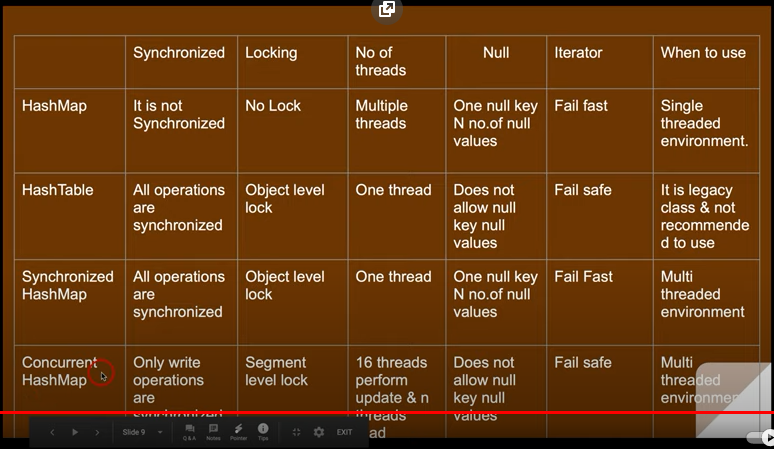 Synchronized Locking No of threads Null Iterator When to use
HashMap
It is not
Synchronized
No Lock
Multiple
threads
One null key
N no.of null
values
Fail fast
Single
threaded
environment.
HashTable
All operations
are
synchronized
Object level
lock
One thread
Does not
allow null
key null
values
Fail safe
It is legacy
class & not
recommende
d to use
Synchronized
HashMap
All operations
are
synchronized
Object level
lock
One thread
One null key
N no.of null
values
Fail Fast
Multi
threaded
environment
Concurrent
HashMap
Only write
operations
are
synchronized
Segment
level lock
16 threads
perform
update & n
threads
ad
Does not
allow null
key null
values
Fail safe
Multi
threaded
environmen
Slide 9
Q & A
Notes
Pointer
Tips
EXIT